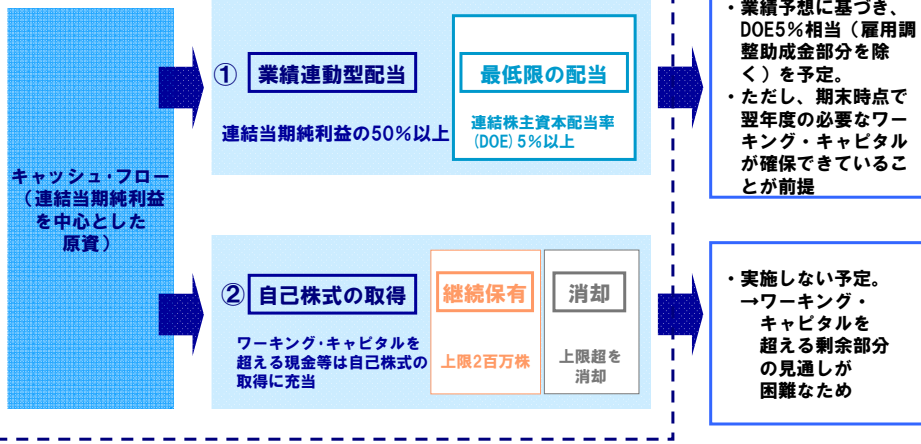 キャッシュ・フロー
（連結当期純利益
を中心とした
原資）
① 業績連動型配当
連結当期純利益の50％以上
最低限の配当
連結株主資本配当率
(DOE)５％以上
・業績予想に基づき、
DOE5％相当（雇用調
整助成金部分を除
く）を予定。
・ただし、期末時点で
翌年度の必要なワー
キング・キャピタル
が確保できているこ
とが前提
② 自己株式の取得
ワーキング・キャピタルを
超える現金等は自己株式の
取得に充当
継続保有
上限2百万株
消却
上限超を
消却
・実施しない予定。
→ワーキング・
キャピタルを
超える剰余部分
の見通しが
困難なため